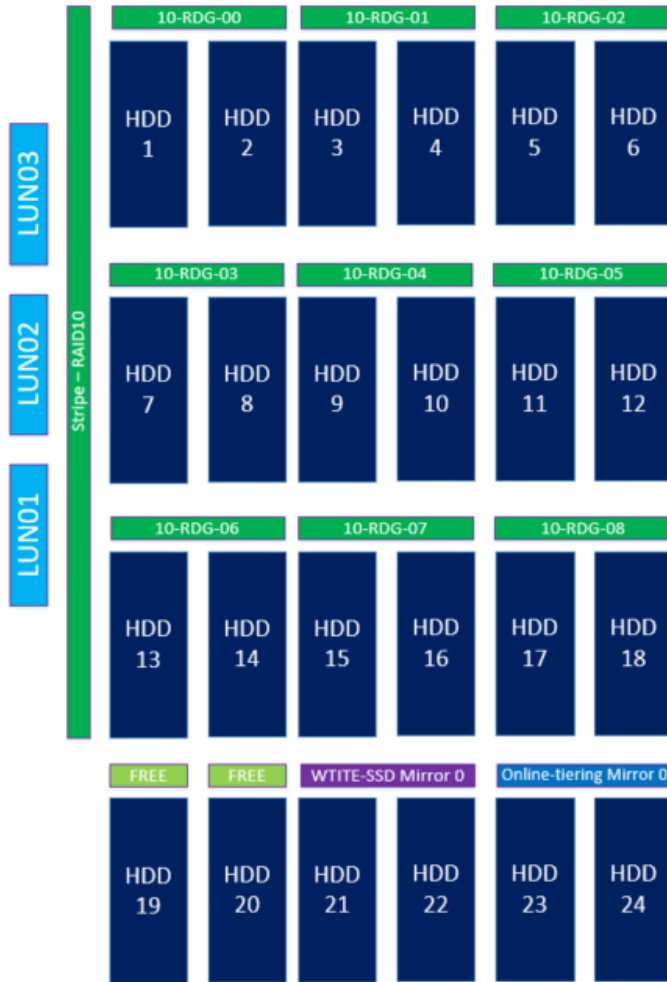 10-RDG-00 10-RDG-01 10-RDG-02
HDD 1
HDD 2
HDD 3
HDD 4
HDD 5
HDD 6
LUN03
LUN02
LUN01
Stripe – RAID10
10-RDG-03 10-RDG-04 10-RDG-05
HDD 7
HDD 8
HDD 9
HDD 10
HDD 11
HDD 12
10-RDG-06 10-RDG-07 10-RDG-08
HDD 13
HDD 14
HDD 15
HDD 16
HDD 17
HDD 18
FREE FREE WTITE-SSD Mirror 0 Online-tiering Mirror 0
HDD 19
HDD 20
HDD 21
HDD 22
HDD 23
HDD 24